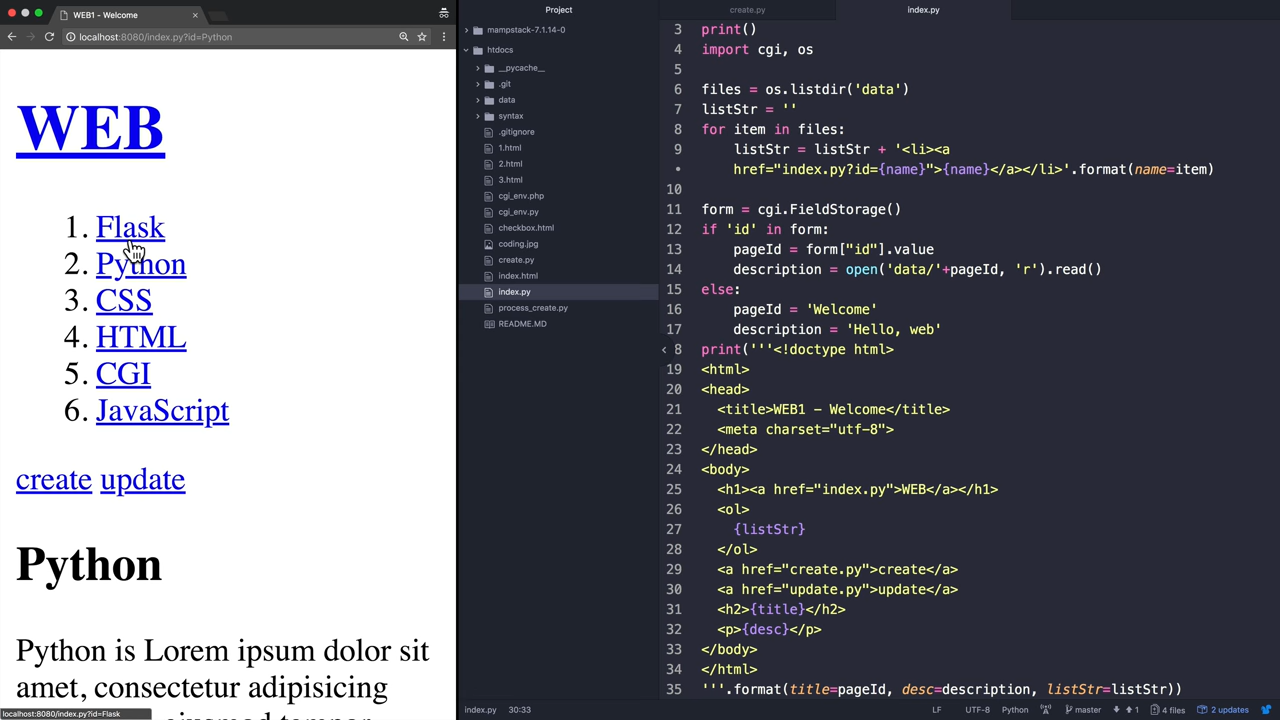 WEB1 - Welcome
localhost:8080/index.py?id=Python
WEB
1. Flask
2. Python
3. CSS
4. HTML
5. CGI
6. JavaScript
create update
Python
Python is Lorem ipsum dolor sit
amet, consectetur adipisicing
eiusmod tempor
localhost:8080/index.py?id=Flask
Project
mampstack-7.1.14-0
htdocs
__pycache__
.git
data
syntax
.gitignore
1.html
2.html
3.html
cgi_env.php
cgi_env.py
checkbox.html
coding.jpg
create.py
index.html
index.py
process_create.py
README.MD
create.py
index.py
3 print()
4 import cgi, os
5
6 files = os.listdir('data')
7 listStr = ''
8 for item in files:
9 listStr = listStr + '<li><a
• href="index.py?id={name}">{name}</a></li>'.format(name=item)
10
11 form = cgi.FieldStorage()
12 if 'id' in form:
13 pageId = form["id"].value
14 description = open('data/'+pageId, 'r').read()
15 else:
16 pageId = 'Welcome'
17 description = 'Hello, web'
8 print('''<!doctype html>
19 <html>
20 <head>
21 <title>WEB1 - Welcome</title>
22 <meta charset="utf-8">
23 </head>
24 <body>
25 <h1><a href="index.py">WEB</a></h1>
26 <ol>
27 {listStr}
28 </ol>
29 <a href="create.py">create</a>
30 <a href="update.py">update</a>
31 <h2>{title}</h2>
32 <p>{desc}</p>
33 </body>
34 </html>
35 '''.format(title=pageId, desc=description, listStr=listStr))
index.py 30:33 LF UTF-8 Python master 1 4 files 2 updates